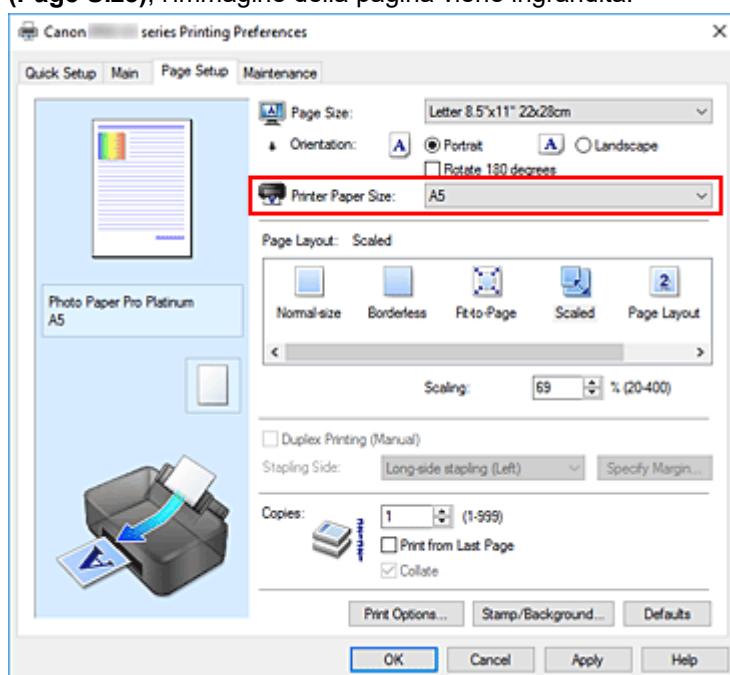 (Page Size), l'immagine della pagina viene ingrandita.
Canon series Printing Preferences
Quick Setup Main Page Setup Maintenance
Page Size: Letter 8.5"x11" 22x28cm
Orientation: A Portrait A Landscape
Rotate 180 degrees
Printer Paper Size: A5
Page Layout: Scaled
Photo Paper Pro Platinum
A5
2
Normal-size Borderless Fit-to-Page Scaled Page Layout
Scaling: 69 % (20-400)
Duplex Printing (Manual)
Stapling Side: Long-side stapling (Left) Specify Margin...
Copies: 1 (1-999)
Print from Last Page
Collate
A
Print Options... Stamp/Background... Defaults
OK Cancel Apply Help